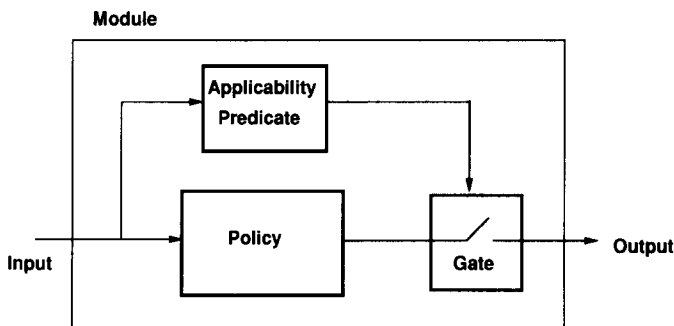 Module
Applicability
Predicate
Policy
Gate
Input
Output